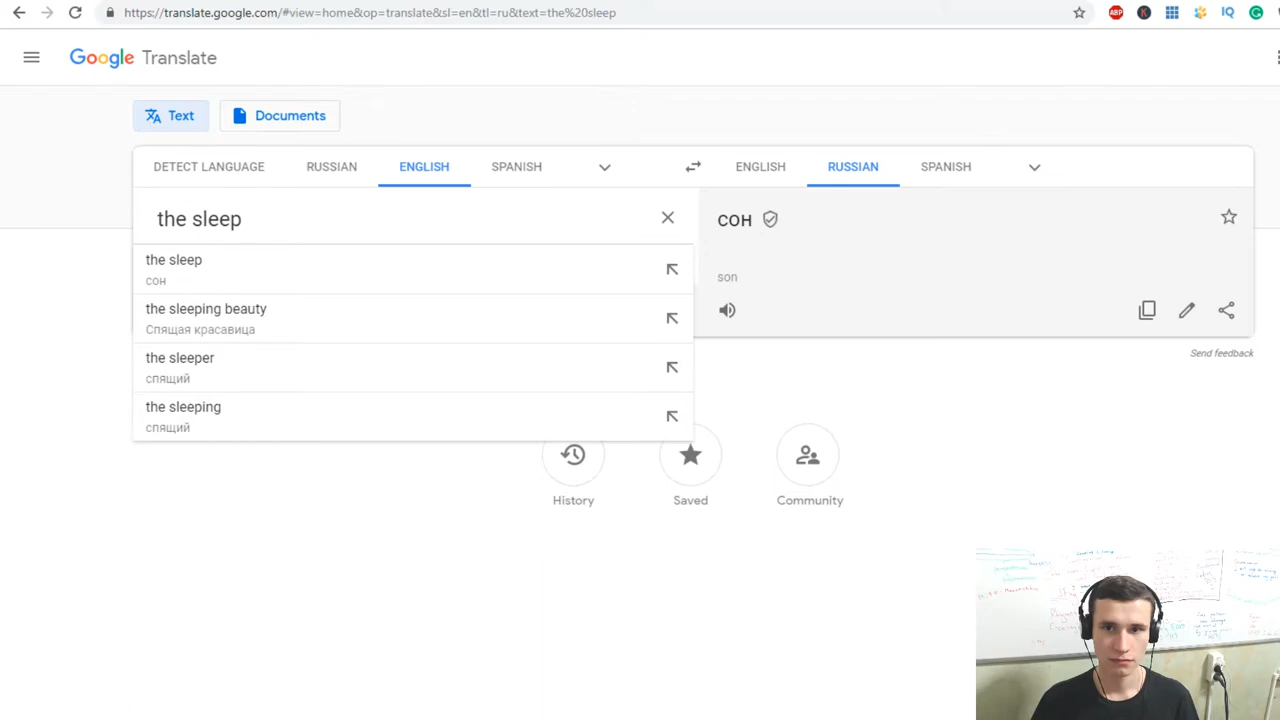 https://translate.google.com/#view=home&op=translate&sl=en&tl=ru&text=the%20sleep
ABP
K
IQ
G
Google Translate
Text
Documents
DETECT LANGUAGE RUSSIAN ENGLISH SPANISH
ENGLISH RUSSIAN SPANISH
the sleep
сон
son
the sleep
сон
the sleeping beauty
Спящая красавица
the sleeper
спящий
the sleeping
спящий
Send feedback
History
Saved
Community